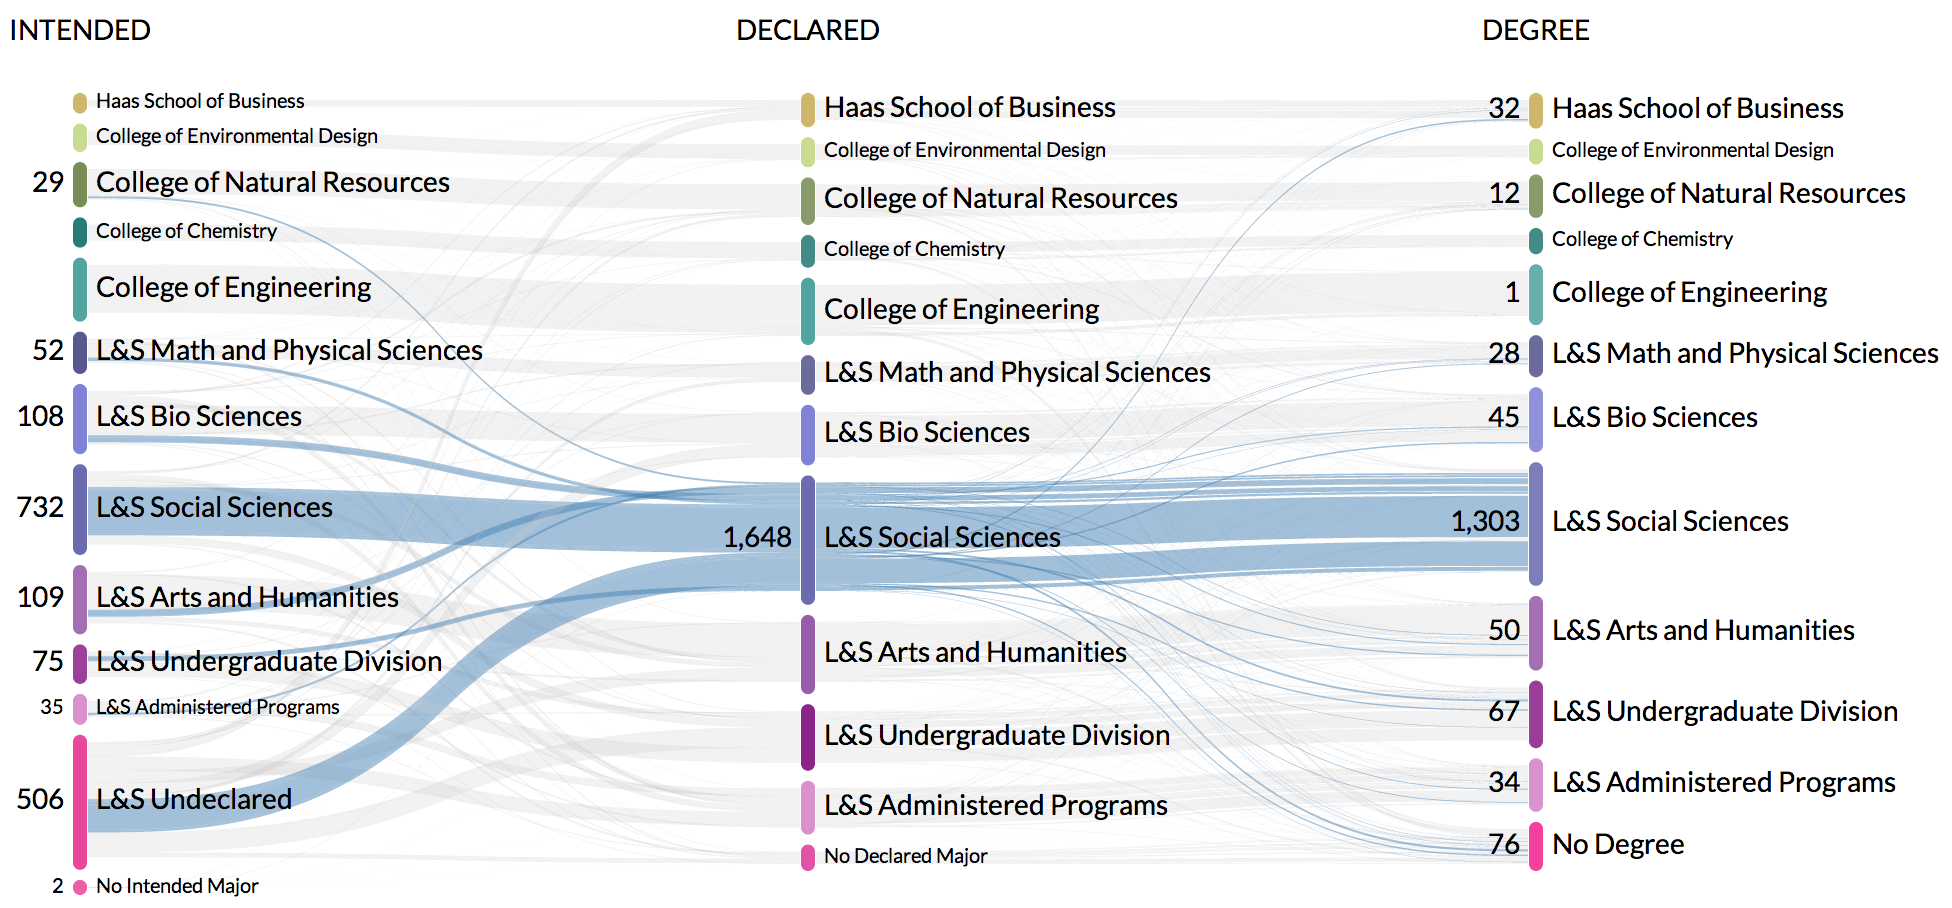 INTENDED
DECLARED
DEGREE
Haas School of Business
College of Environmental Design
29 College of Natural Resources
College of Chemistry
College of Engineering
52 L&S Math and Physical Sciences
108 L&S Bio Sciences
732 L&S Social Sciences
109 L&S Arts and Humanities
75 L&S Undergraduate Division
35 L&S Administered Programs
506 L&S Undeclared
2 No Intended Major
Haas School of Business
College of Environmental Design
College of Natural Resources
College of Chemistry
College of Engineering
L&S Math and Physical Sciences
L&S Bio Sciences
1,648 L&S Social Sciences
L&S Arts and Humanities
L&S Undergraduate Division
L&S Administered Programs
No Declared Major
32 Haas School of Business
College of Environmental Design
12 College of Natural Resources
College of Chemistry
1 College of Engineering
28 L&S Math and Physical Sciences
45 L&S Bio Sciences
1,303 L&S Social Sciences
50 L&S Arts and Humanities
67 L&S Undergraduate Division
34 L&S Administered Programs
76 No Degree